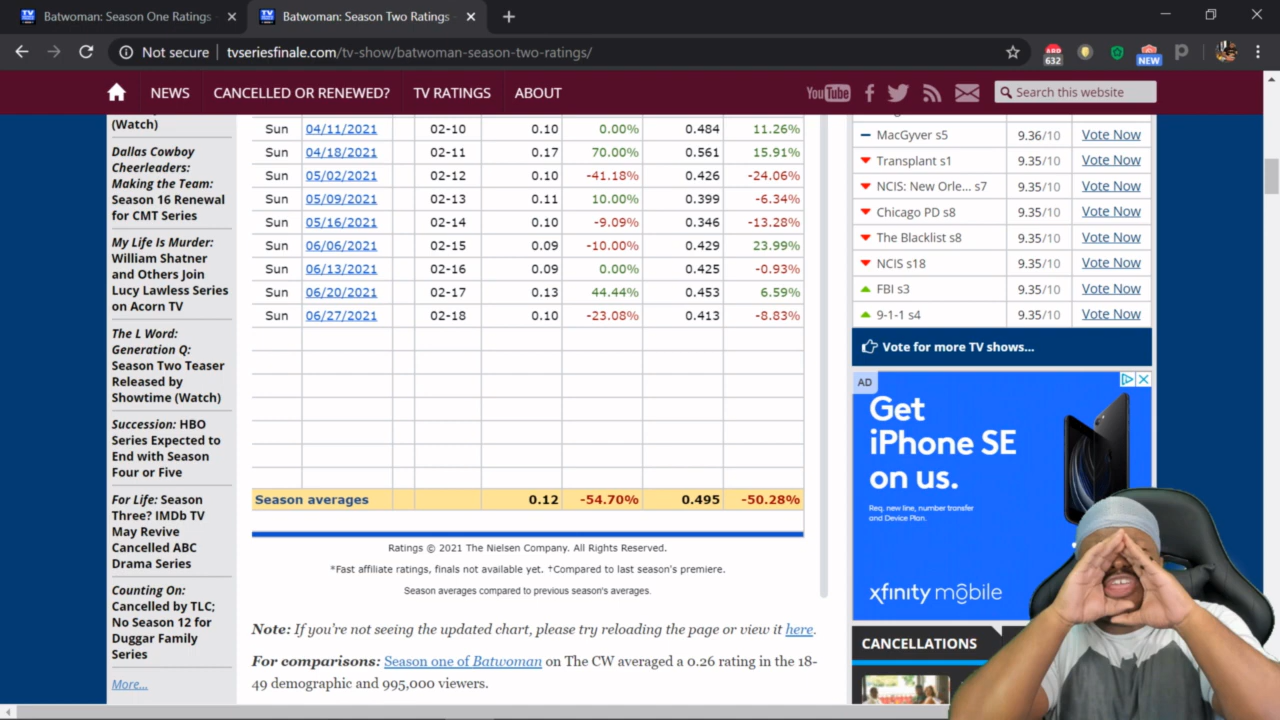 Batwoman: Season One Ratings
Batwoman: Season Two Ratings
Not secure | tvseriesfinale.com/tv-show/batwoman-season-two-ratings/
ABP
632
NEW
NEWS CANCELLED OR RENEWED? TV RATINGS ABOUT
YouTube
Search this website
(Watch)
Dallas Cowboy
Cheerleaders:
Making the Team:
Season 16 Renewal
for CMT Series
My Life Is Murder:
William Shatner
and Others Join
Lucy Lawless Series
on Acorn TV
The L Word:
Generation Q:
Season Two Teaser
Released by
Showtime (Watch)
Succession: HBO
Series Expected to
End with Season
Four or Five
For Life: Season
Three? IMDb TV
May Revive
Cancelled ABC
Drama Series
Counting On:
Cancelled by TLC;
No Season 12 for
Duggar Family
Series
More...
Sun 04/11/2021 02-10 0.10 0.00% 0.484 11.26%
Sun 04/18/2021 02-11 0.17 70.00% 0.561 15.91%
Sun 05/02/2021 02-12 0.10 -41.18% 0.426 -24.06%
Sun 05/09/2021 02-13 0.11 10.00% 0.399 -6.34%
Sun 05/16/2021 02-14 0.10 -9.09% 0.346 -13.28%
Sun 06/06/2021 02-15 0.09 -10.00% 0.429 23.99%
Sun 06/13/2021 02-16 0.09 0.00% 0.425 -0.93%
Sun 06/20/2021 02-17 0.13 44.44% 0.453 6.59%
Sun 06/27/2021 02-18 0.10 -23.08% 0.413 -8.83%
Season averages 0.12 -54.70% 0.495 -50.28%
Ratings © 2021 The Nielsen Company. All Rights Reserved.
*Fast affiliate ratings, finals not available yet. †Compared to last season's premiere.
Season averages compared to previous season's averages.
Note: If you're not seeing the updated chart, please try reloading the page or view it here.
For comparisons: Season one of Batwoman on The CW averaged a 0.26 rating in the 18-
49 demographic and 995,000 viewers.
MacGyver s5 9.36/10 Vote Now
Transplant s1 9.35/10 Vote Now
NCIS: New Orle... s7 9.35/10 Vote Now
Chicago PD s8 9.35/10 Vote Now
The Blacklist s8 9.35/10 Vote Now
NCIS s18 9.35/10 Vote Now
FBI s3 9.35/10 Vote Now
9-1-1 s4 9.35/10 Vote Now
Vote for more TV shows...
AD
Get
iPhone SE
on us.
Req. new line, number transfer
and Device Plan.
xfinity mobile
CANCELLATIONS